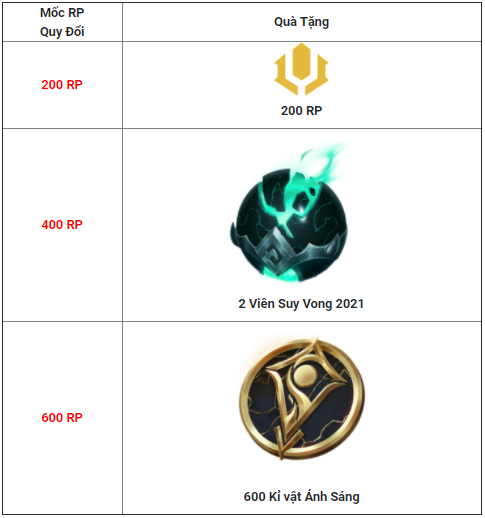 Mốc RP
Quy Đổi
Quà Tặng
200 RP
200 RP
400 RP
2 Viên Suy Vong 2021
600 RP
600 Kỉ vật Ánh Sáng